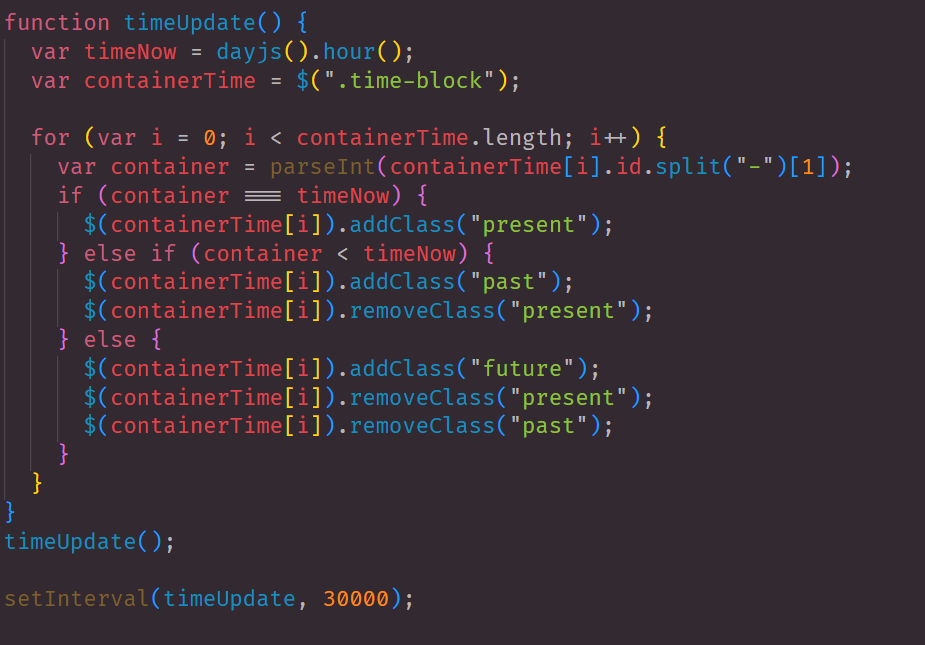 function timeUpdate() {
  var timeNow = dayjs().hour();
  var containerTime = $(".time-block");

  for (var i = 0; i < containerTime.length; i++) {
    var container = parseInt(containerTime[i].id.split("-")[1]);
    if (container === timeNow) {
      $(containerTime[i]).addClass("present");
    } else if (container < timeNow) {
      $(containerTime[i]).addClass("past");
      $(containerTime[i]).removeClass("present");
    } else {
      $(containerTime[i]).addClass("future");
      $(containerTime[i]).removeClass("present");
      $(containerTime[i]).removeClass("past");
    }
  }
}
timeUpdate();

setInterval(timeUpdate, 30000);